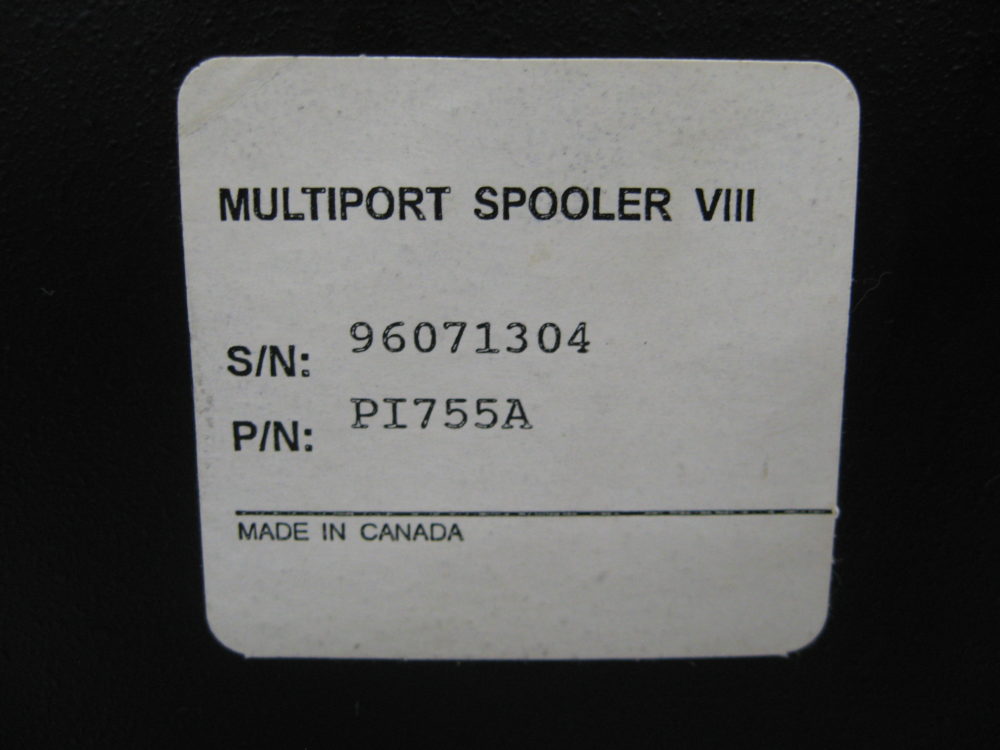 MULTIPORT SPOOLER VIII
S/N: 96071304
P/N: PI755A
MADE IN CANADA